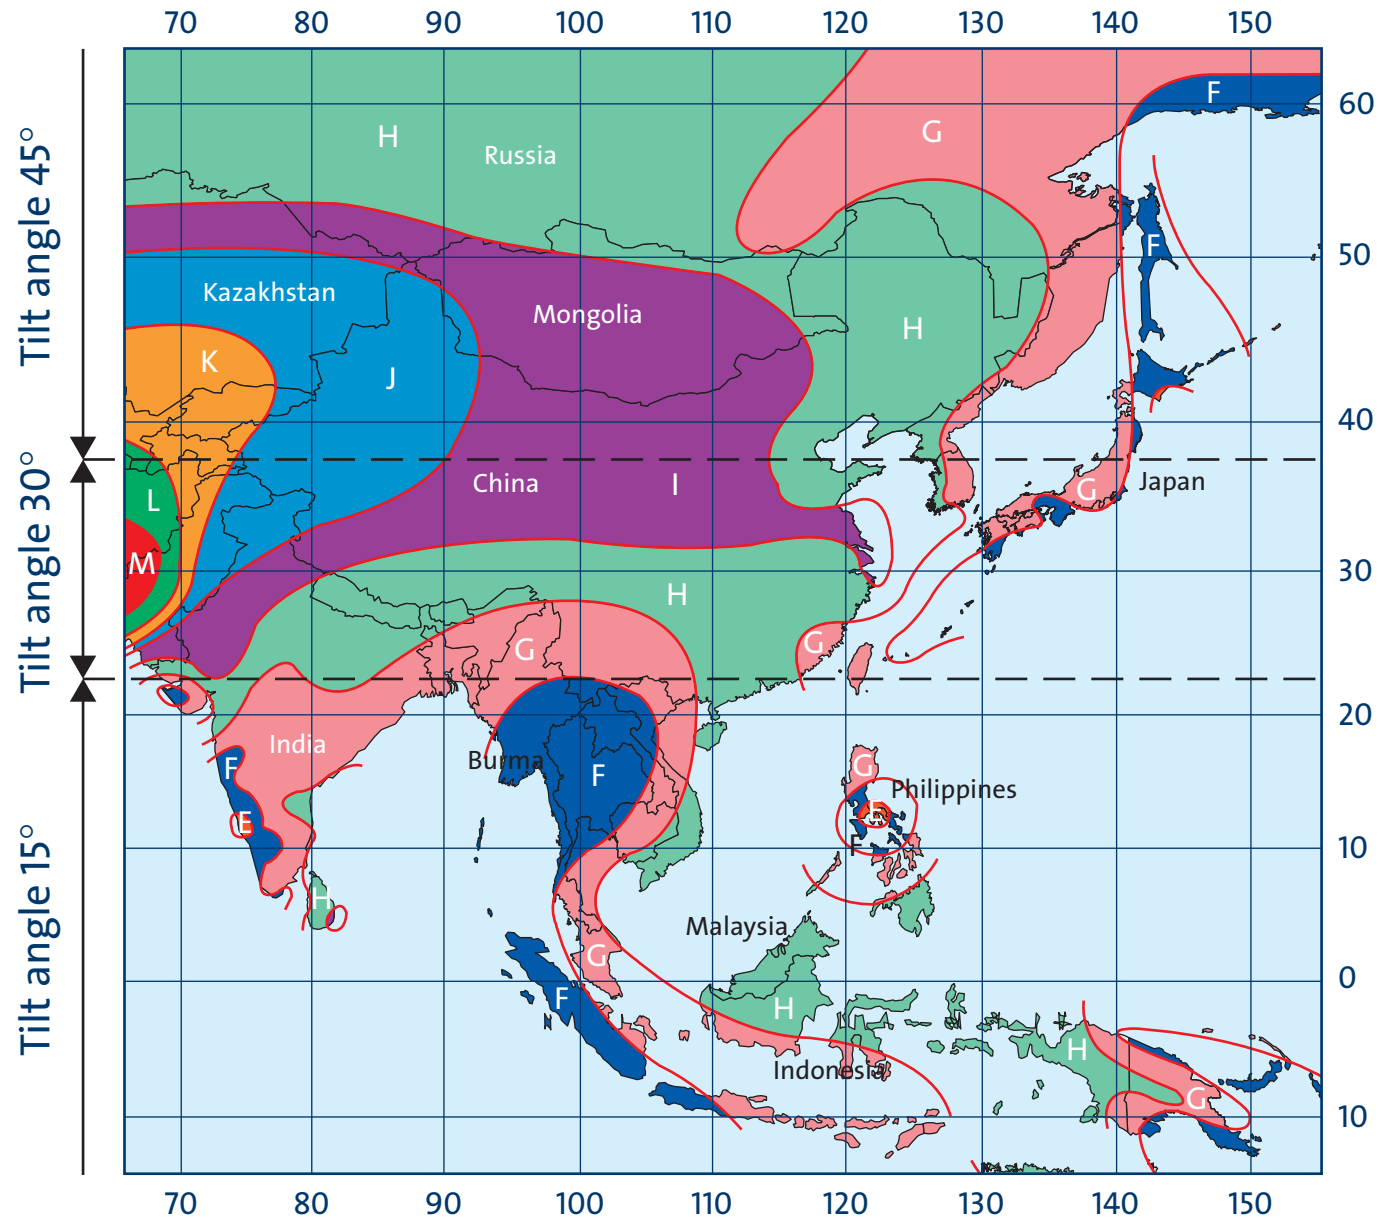 70 80 90 100 110 120 130 140 150
F
60
G
H
Russia
Tilt angle 45°
F
50
Kazakhstan
Mongolia
H
K
J
40
China
I
Japan
G
L
Tilt angle 30°
M
30
H
G
G
20
India
F
Burma
F
G
Philippines
E
E
F
10
Tilt angle 15°
H
Malaysia
G
0
F
H
H
Indonesia
G
10
70 80 90 100 110 120 130 140 150